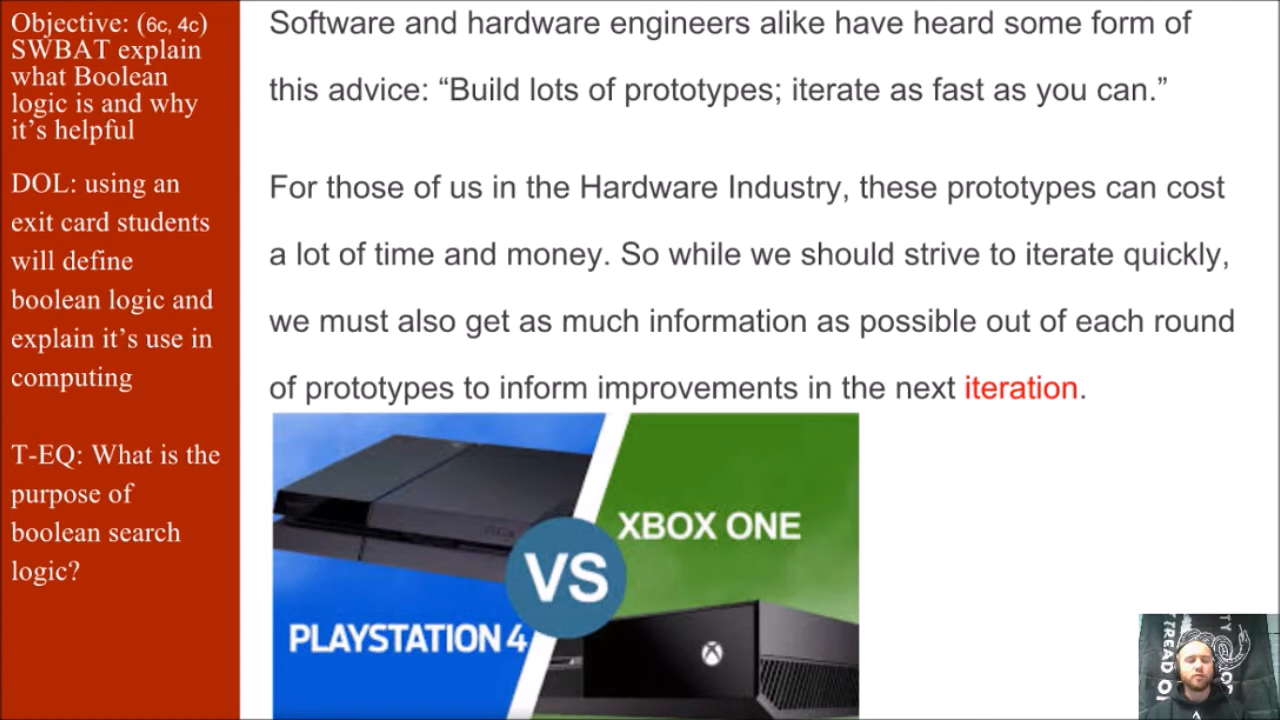 Objective: (6c, 4c)
SWBAT explain
what Boolean
logic is and why
it’s helpful
DOL: using an
exit card students
will define
boolean logic and
explain it’s use in
computing
T-EQ: What is the
purpose of
boolean search
logic?
Software and hardware engineers alike have heard some form of
this advice: “Build lots of prototypes; iterate as fast as you can.”
For those of us in the Hardware Industry, these prototypes can cost
a lot of time and money. So while we should strive to iterate quickly,
we must also get as much information as possible out of each round
of prototypes to inform improvements in the next iteration.
XBOX ONE
VS
PLAYSTATION 4
TREAD